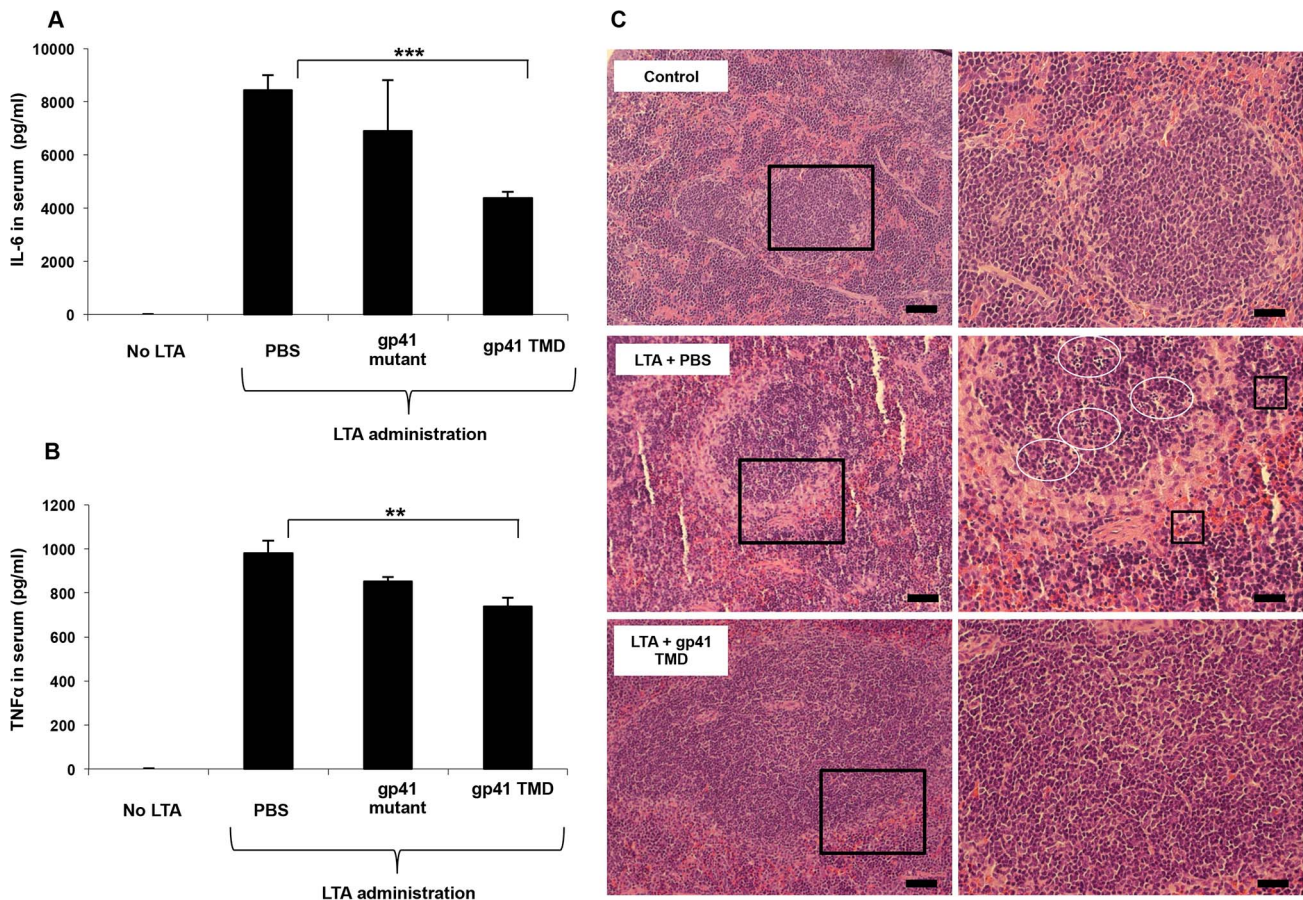 A
IL-6 in serum (pg/ml)
10000
8000
6000
4000
2000
0
***
No LTA
PBS
gp41
mutant
gp41 TMD
LTA administration
B
TNFα in serum (pg/ml)
1200
1000
800
600
400
200
0
**
No LTA
PBS
gp41
mutant
gp41 TMD
LTA administration
C
Control
LTA + PBS
LTA + gp41
TMD